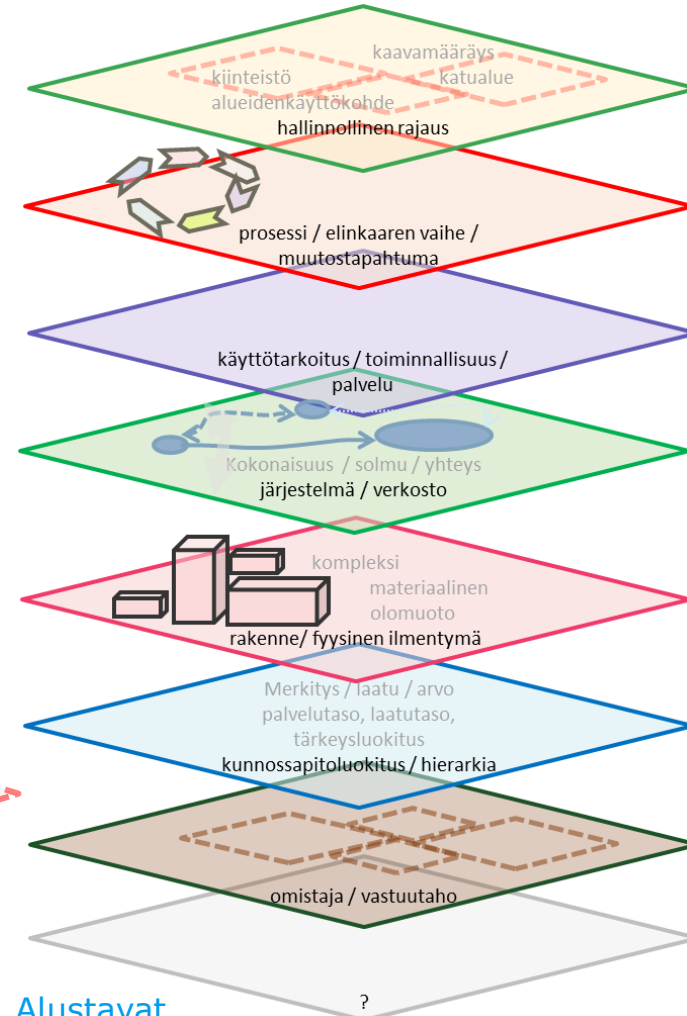 kaavamääräys
kiinteistö katualue
alueidenkäyttökohde
hallinnollinen rajaus
prosessi / elinkaaren vaihe /
muutostapahtuma
käyttötarkoitus / toiminnallisuus /
palvelu
Kokonaisuus / solmu / yhteys
järjestelmä / verkosto
kompleksi
materiaalinen
olomuoto
rakenne/ fyysinen ilmentymä
Merkitys / laatu / arvo
palvelutaso, laatutaso,
tärkeysluokitus
kunnossapitoluokitus / hierarkia
omistaja / vastuutaho
?
Alustavat